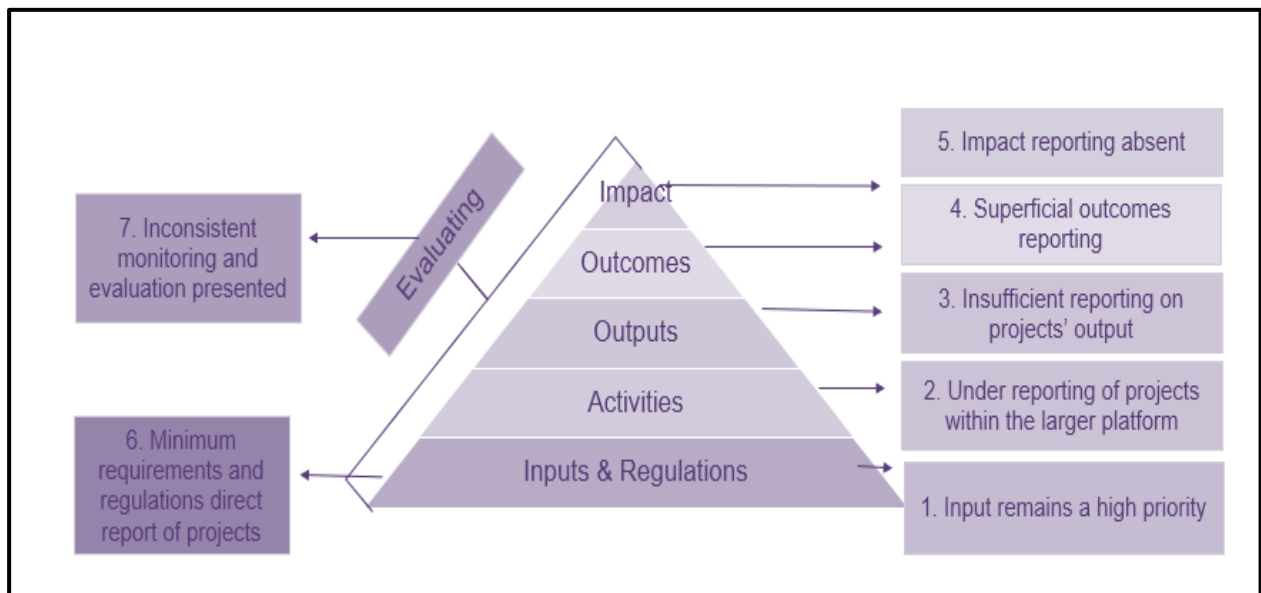 5. Impact reporting absent
Impact
4. Superficial outcomes
reporting
Evaluating
7. Inconsistent
monitoring and
evaluation presented
Outcomes
3. Insufficient reporting on
projects’ output
Outputs
2. Under reporting of projects
within the larger platform
Activities
6. Minimum
requirements and
regulations direct
report of projects
Inputs & Regulations
1. Input remains a high priority